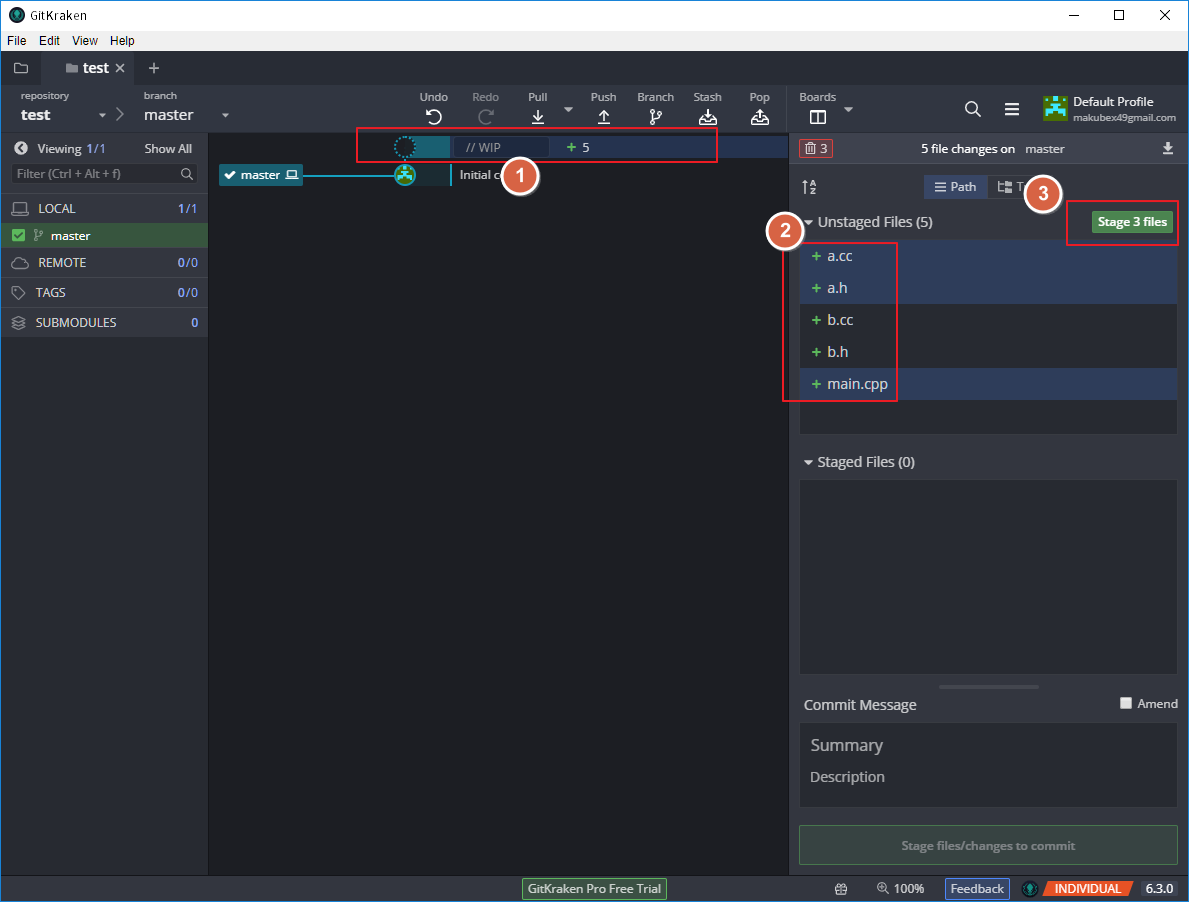 GitKraken
File Edit View Help
test
repository
test
branch
master
Undo
Redo
Pull
Push
Branch
Stash
Pop
Boards
Default Profile
makubex49gmail.com
Viewing 1/1
Show All
Filter (Ctrl + Alt + f)
LOCAL 1/1
master
REMOTE 0/0
TAGS 0/0
SUBMODULES 0
// WIP
5
master
Initial
1
3
5 file changes on master
Path
3
2
Unstaged Files (5)
Stage 3 files
a.cc
a.h
b.cc
b.h
main.cpp
Staged Files (0)
Commit Message
Amend
Summary
Description
Stage files/changes to commit
GitKraken Pro Free Trial
100%
Feedback
INDIVIDUAL
6.3.0